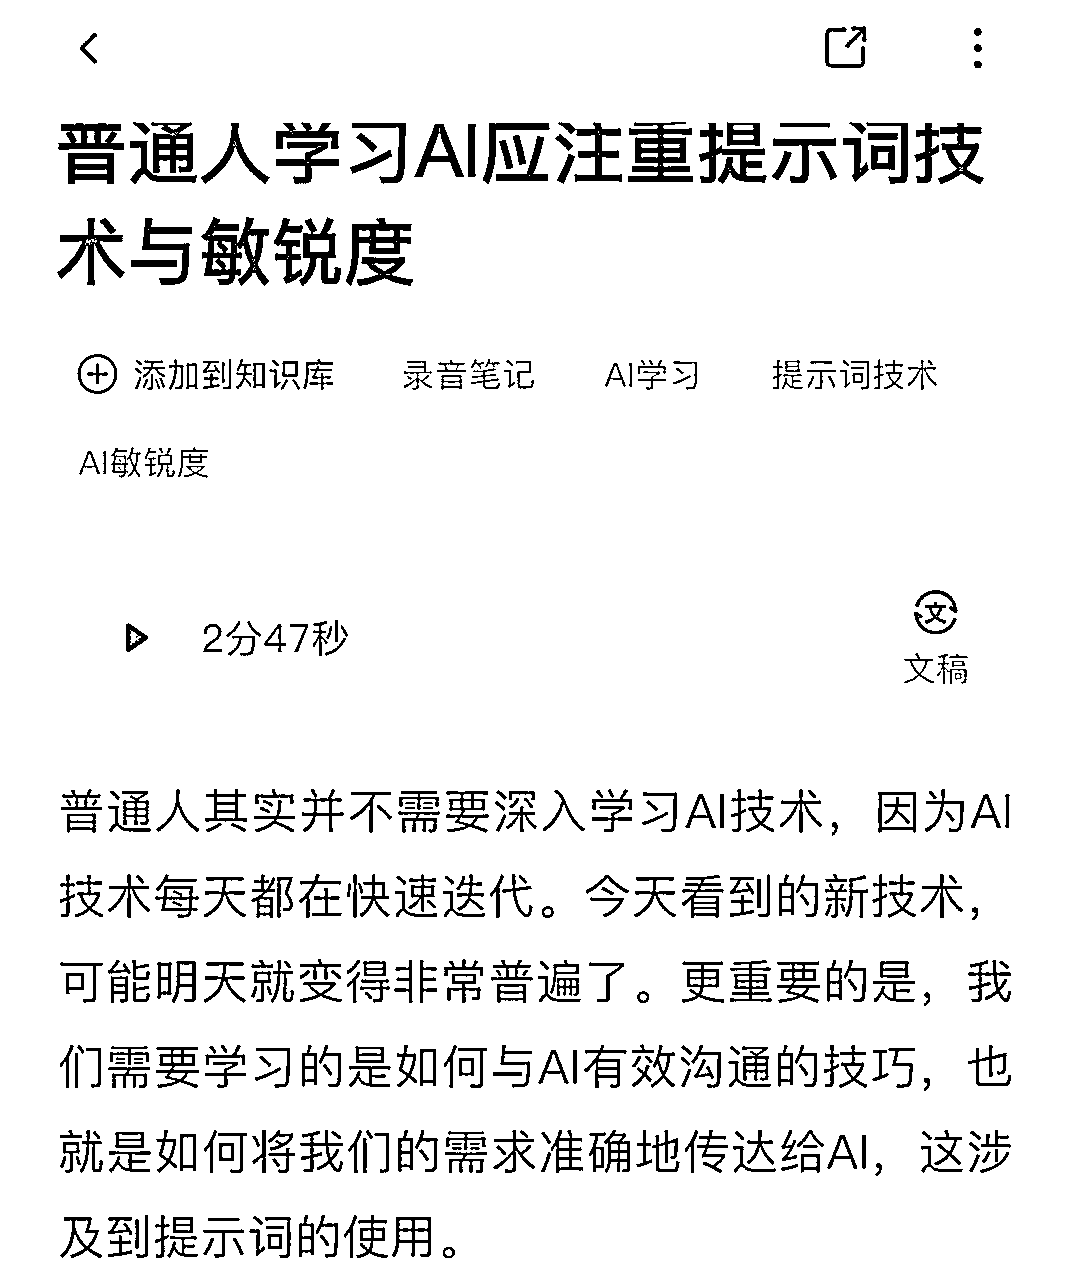 普通人学习AI应注重提示词技
术与敏锐度
添加到知识库 录音笔记 AI学习 提示词技术
AI敏锐度
2分47秒
文
文稿
普通人其实并不需要深入学习AI技术，因为AI
技术每天都在快速迭代。今天看到的新技术，
可能明天就变得非常普遍了。更重要的是，我
们需要学习的是如何与AI有效沟通的技巧，也
就是如何将我们的需求准确地传达给AI，这涉
及到提示词的使用。